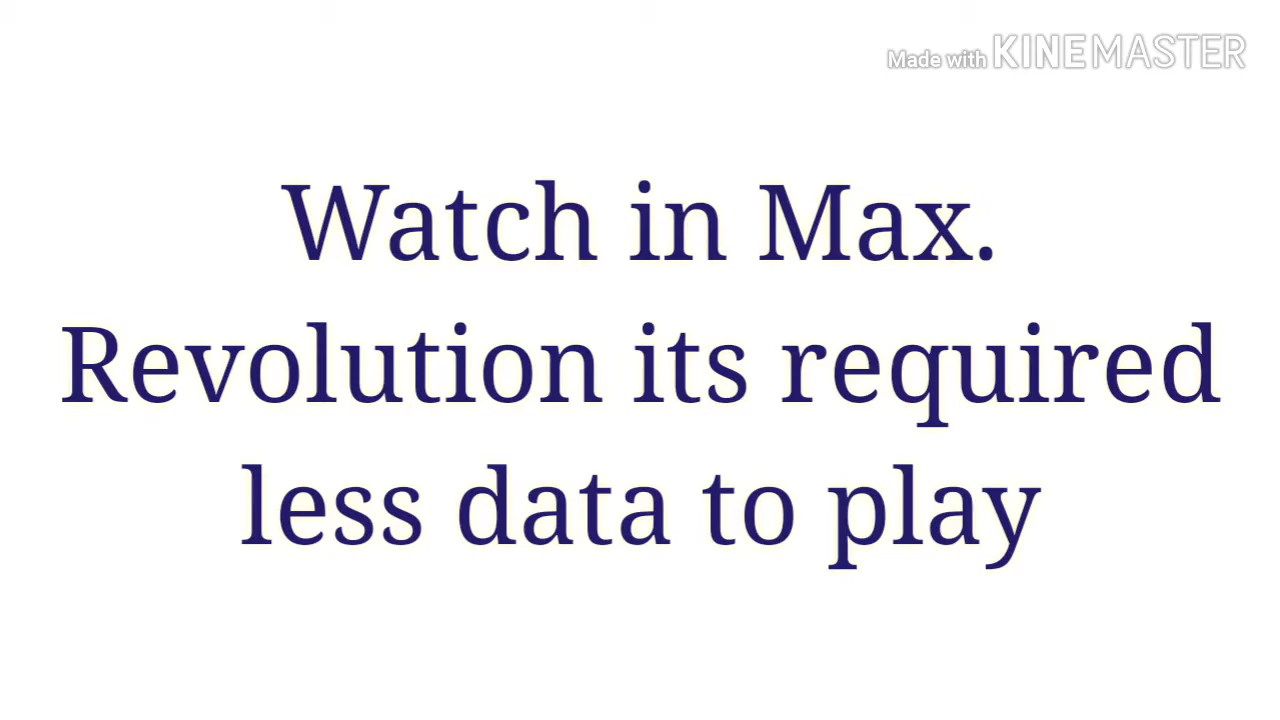 Made with KINEMASTER
Watch in Max.
Revolution its required
less data to play